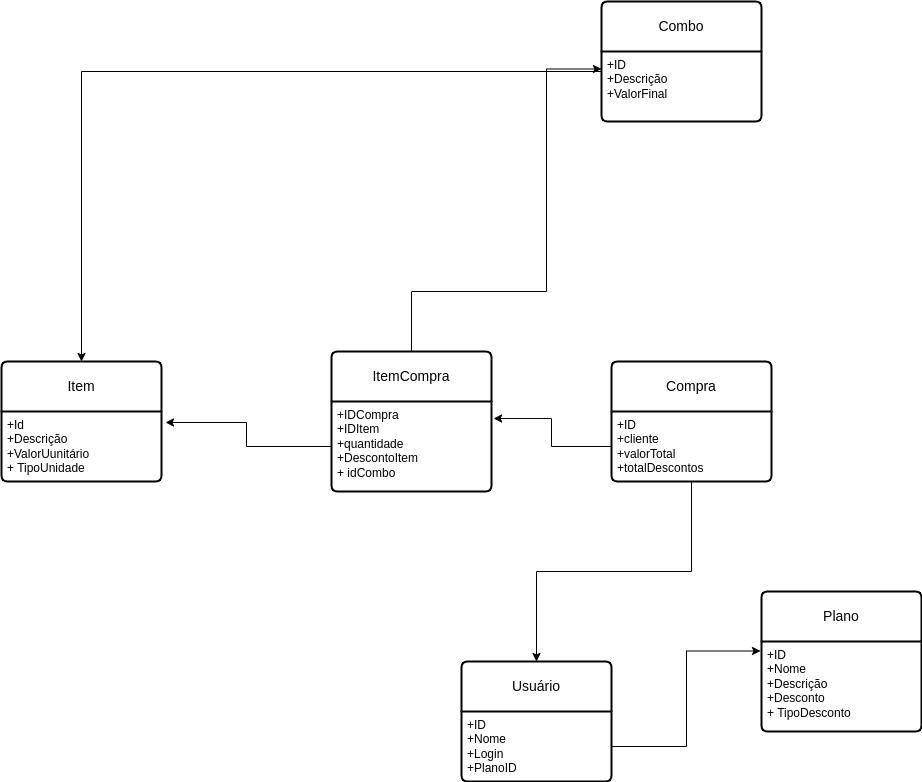 Combo
+ID
+Descrição
+ValorFinal
Item
+Id
+Descrição
+ValorUunitário
+ TipoUnidade
ItemCompra
+IDCompra
+IDItem
+quantidade
+DescontoItem
+ idCombo
Compra
+ID
+cliente
+valorTotal
+totalDescontos
Usuário
+ID
+Nome
+Login
+PlanoID
Plano
+ID
+Nome
+Descrição
+Desconto
+ TipoDesconto